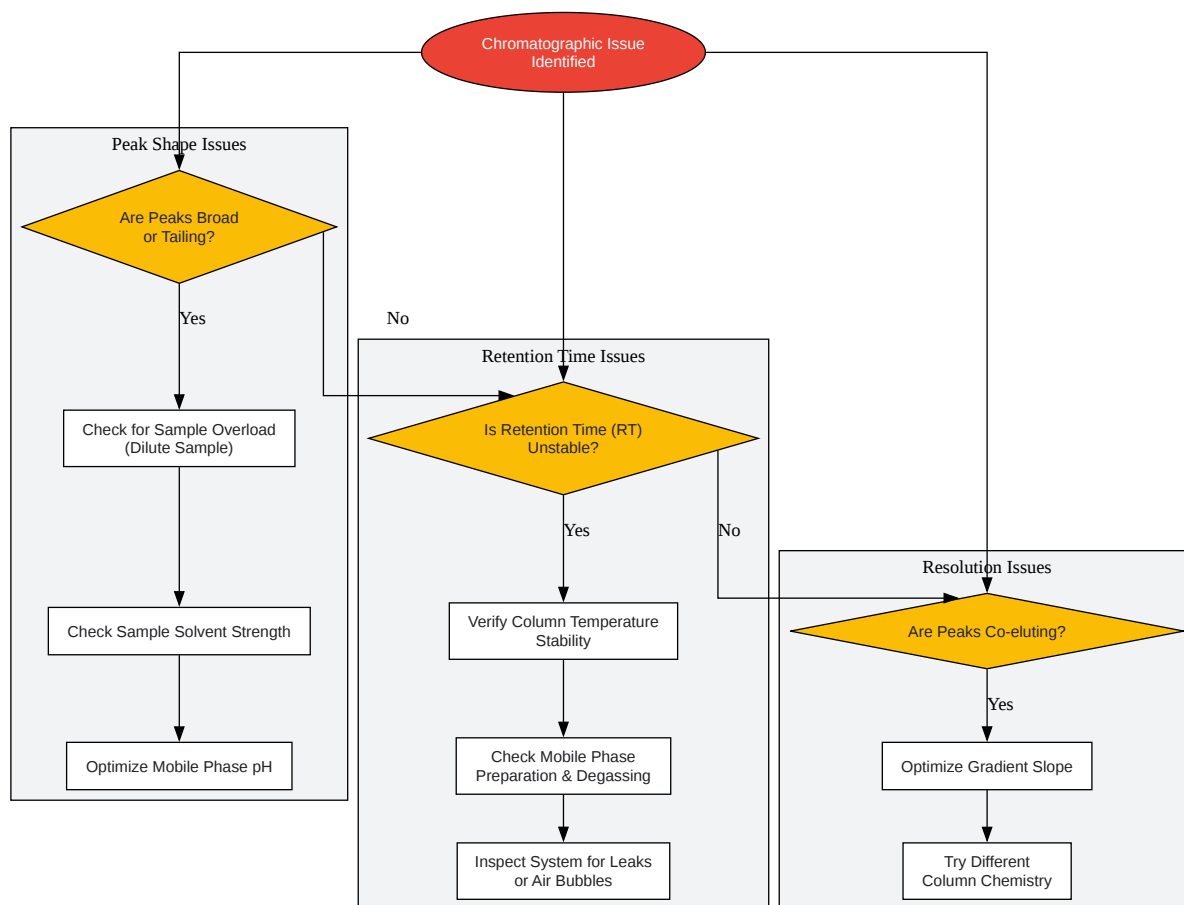 Chromatographic Issue
Identified
Peak Shape Issues
Are Peaks Broad
or Tailing?
Yes
No
Check for Sample Overload
(Dilute Sample)
Check Sample Solvent Strength
Optimize Mobile Phase pH
Retention Time Issues
Is Retention Time (RT)
Unstable?
Yes
No
Verify Column Temperature
Stability
Check Mobile Phase
Preparation & Degassing
Inspect System for Leaks
or Air Bubbles
Resolution Issues
Are Peaks Co-eluting?
Yes
Optimize Gradient Slope
Try Different
Column Chemistry